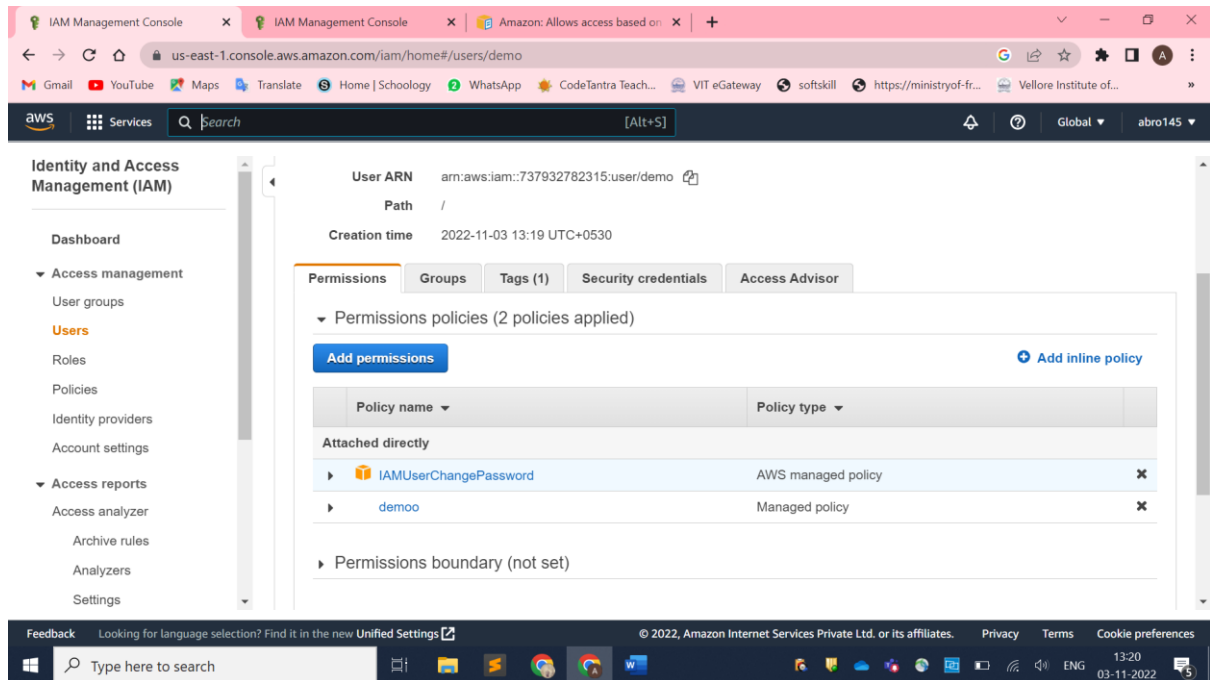 IAM Management Console
IAM Management Console
Amazon: Allows access based on
us-east-1.console.aws.amazon.com/iam/home#/users/demo
Gmail YouTube Maps Translate Home | Schoology WhatsApp CodeTantra Teach... VIT eGateway softskill https://ministryof-fr... Vellore Institute of... »
aws Services Search [Alt+S] Global abro145
Identity and Access
Management (IAM)
Dashboard
Access management
User groups
Users
Roles
Policies
Identity providers
Account settings
Access reports
Access analyzer
Archive rules
Analyzers
Settings
User ARN arn:aws:iam::737932782315:user/demo
Path /
Creation time 2022-11-03 13:19 UTC+0530
Permissions Groups Tags (1) Security credentials Access Advisor
Permissions policies (2 policies applied)
Add permissions Add inline policy
Policy name Policy type
Attached directly
IAMUserChangePassword AWS managed policy
demoo Managed policy
Permissions boundary (not set)
Feedback Looking for language selection? Find it in the new Unified Settings © 2022, Amazon Internet Services Private Ltd. or its affiliates. Privacy Terms Cookie preferences
Type here to search ENG 13:20
03-11-2022 5